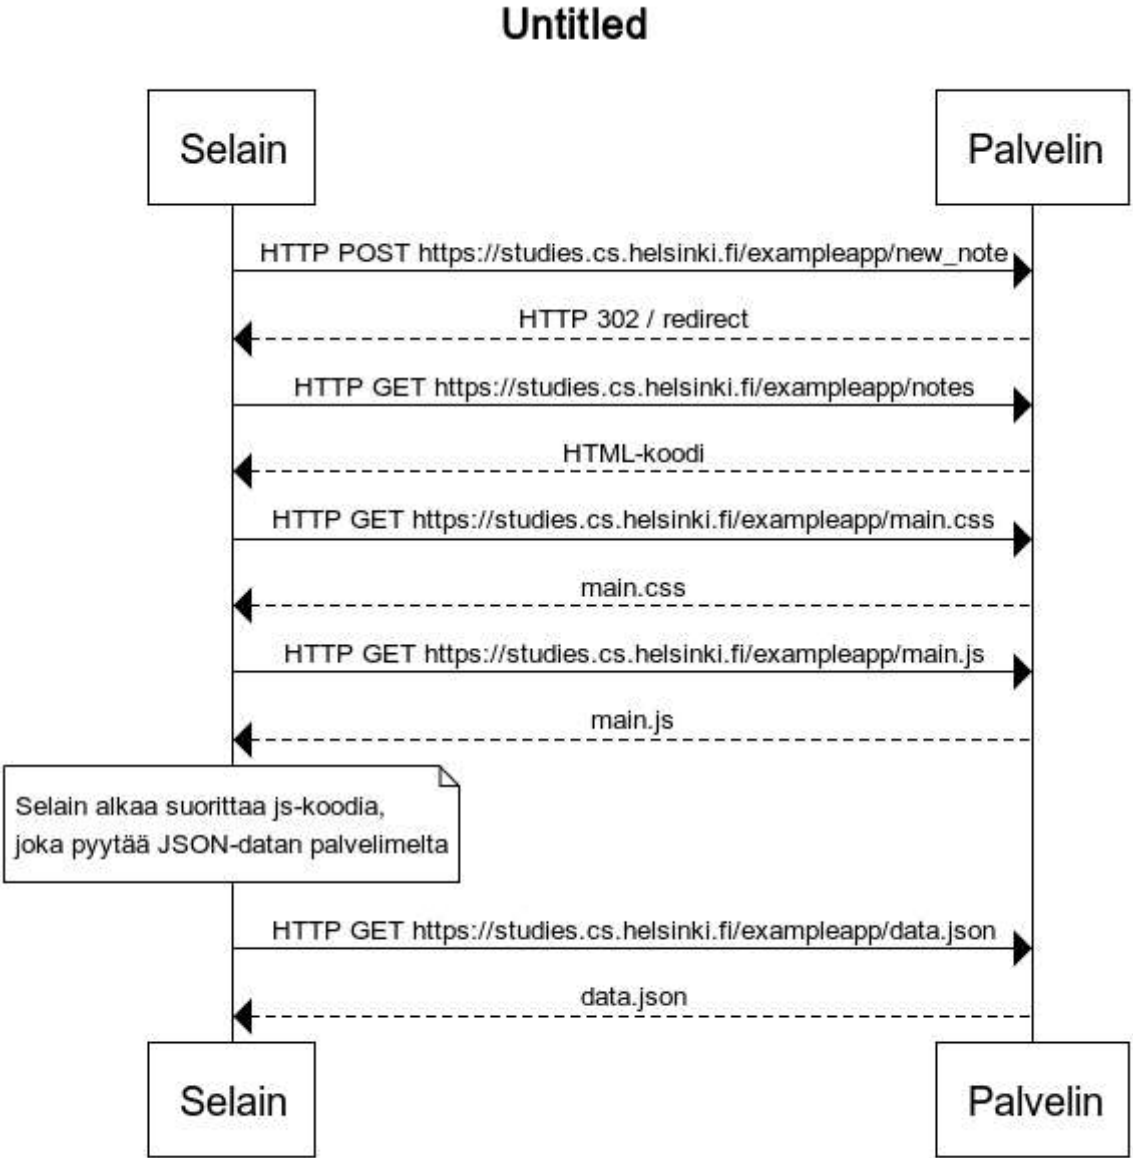 Untitled
Selain
Palvelin
HTTP POST https://studies.cs.helsinki.fi/exampleapp/new_note
HTTP 302 / redirect
HTTP GET https://studies.cs.helsinki.fi/exampleapp/notes
HTML-koodi
HTTP GET https://studies.cs.helsinki.fi/exampleapp/main.css
main.css
HTTP GET https://studies.cs.helsinki.fi/exampleapp/main.js
main.js
Selain alkaa suorittaa js-koodia,
joka pyytää JSON-datan palvelimelta
HTTP GET https://studies.cs.helsinki.fi/exampleapp/data.json
data.json
Selain
Palvelin